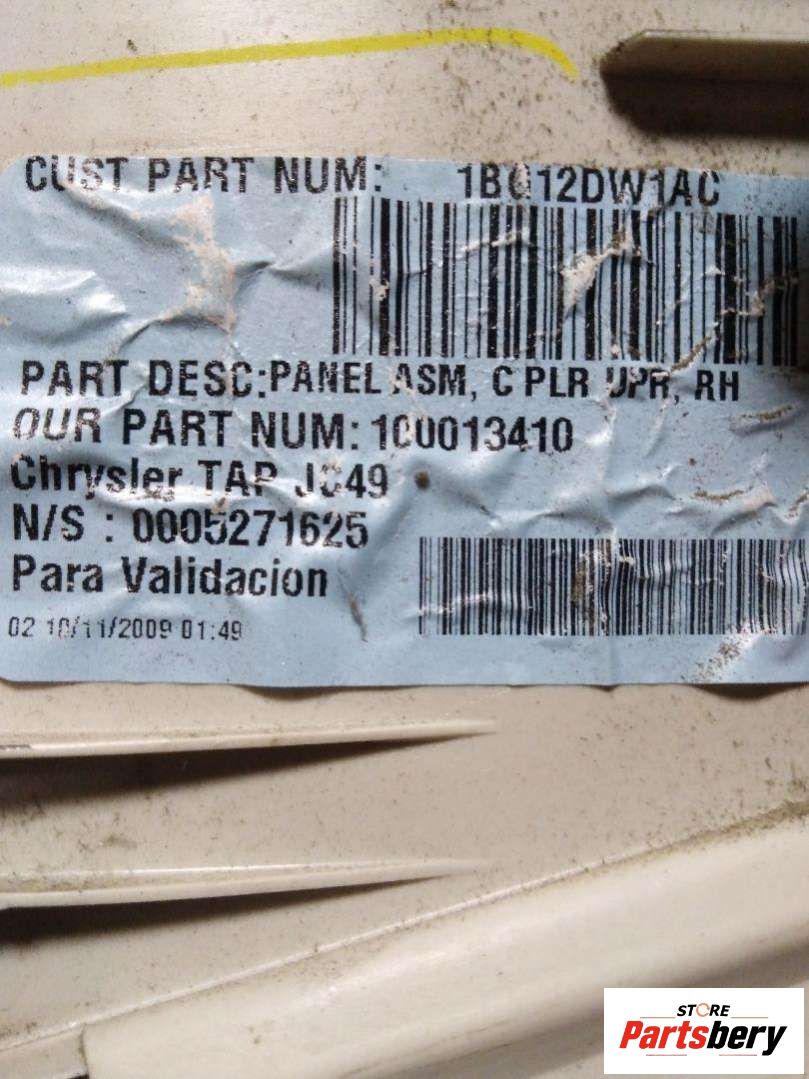 CUST PART NUM: 1BQ12DW1AC
PART DESC: PANEL ASM, C PLR UPR, RH
OUR PART NUM: 100013410
Chrysler TAP JC49
N/S : 0005271625
Para Validacion
02 10/11/2009 01:49
STORE
Partsbery